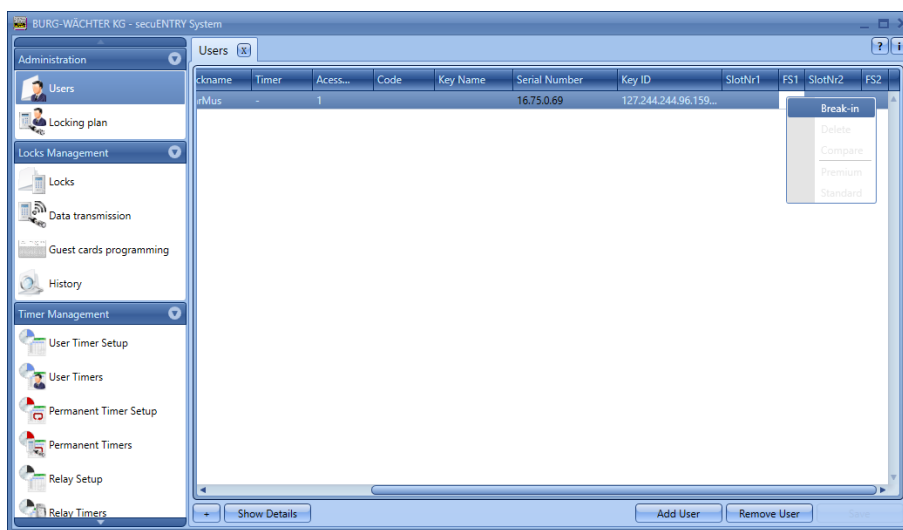 BURG-WÄCHTER KG - secuENTRY System
Administration
Users
Locking plan
Locks Management
Locks
Data transmission
Guest cards programming
History
Timer Management
User Timer Setup
User Timers
Permanent Timer Setup
Permanent Timers
Relay Setup
Relay Timers
Users X
? i
ckname Timer Acess... Code Key Name Serial Number Key ID SlotNr1 FS1 SlotNr2 FS2
rMus - 1 16.75.0.69 127.244.244.96.159...
Break-in
Delete
Compare
Premium
Standard
+ Show Details Add User Remove User Save